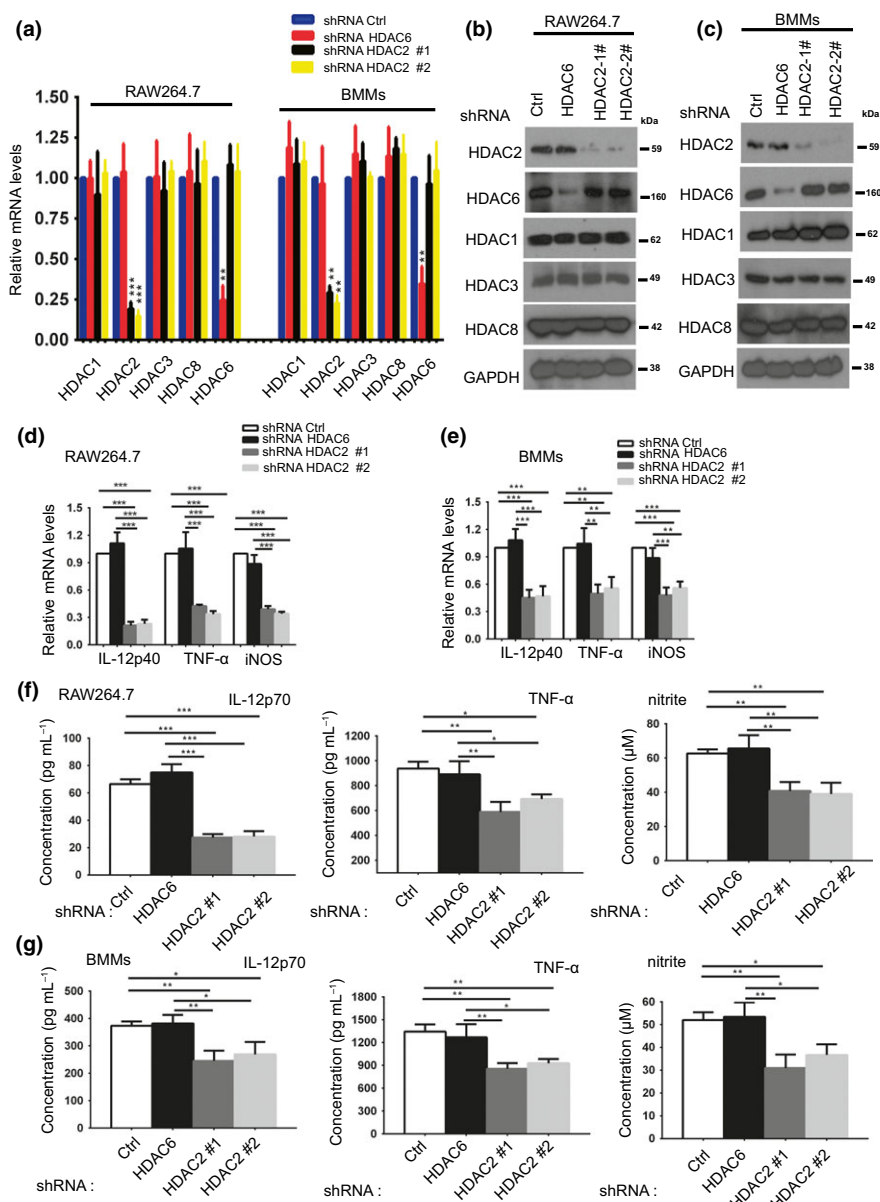 (a)
shRNA Ctrl
shRNA HDAC6
shRNA HDAC2 #1
shRNA HDAC2 #2
RAW264.7
BMMs
Relative mRNA levels
1.50
1.25
1.00
0.75
0.50
0.25
0.00
***
***
**
**
**
**
HDAC1
HDAC2
HDAC3
HDAC8
HDAC6
HDAC1
HDAC2
HDAC3
HDAC8
HDAC6
(b)
RAW264.7
shRNA
Ctrl
HDAC6
HDAC2-1#
HDAC2-2#
kDa
HDAC2
59
HDAC6
160
HDAC1
62
HDAC3
49
HDAC8
42
GAPDH
38
(c)
BMMs
shRNA
Ctrl
HDAC6
HDAC2-1#
HDAC2-2#
kDa
HDAC2
59
HDAC6
160
HDAC1
62
HDAC3
49
HDAC8
42
GAPDH
38
(d)
RAW264.7
shRNA Ctrl
shRNA HDAC6
shRNA HDAC2 #1
shRNA HDAC2 #2
Relative mRNA levels
1.5
1.2
0.9
0.6
0.3
0.0
***
***
***
***
***
***
***
***
***
***
***
***
IL-12p40
TNF-α
iNOS
(e)
BMMs
shRNA Ctrl
shRNA HDAC6
shRNA HDAC2 #1
shRNA HDAC2 #2
Relative mRNA levels
1.5
1.2
0.9
0.6
0.3
0.0
***
***
***
***
**
**
**
**
***
***
**
***
IL-12p40
TNF-α
iNOS
(f)
RAW264.7
IL-12p70
Concentration (pg mL⁻¹)
100
80
60
40
20
0
***
***
***
***
Ctrl
HDAC6
HDAC2 #1
HDAC2 #2
shRNA :
TNF-α
Concentration (pg mL⁻¹)
1200
1000
800
600
400
200
100
*
**
*
**
Ctrl
HDAC6
HDAC2 #1
HDAC2 #2
shRNA :
nitrite
Concentration (µM)
80
60
40
20
0
**
**
**
**
Ctrl
HDAC6
HDAC2 #1
HDAC2 #2
shRNA :
(g)
BMMs
IL-12p70
Concentration (pg mL⁻¹)
500
400
300
200
100
0
*
**
*
**
Ctrl
HDAC6
HDAC2 #1
HDAC2 #2
shRNA :
TNF-α
Concentration (pg mL⁻¹)
1800
1500
1200
900
600
300
0
**
**
*
**
Ctrl
HDAC6
HDAC2 #1
HDAC2 #2
shRNA :
nitrite
Concentration (µM)
60
50
40
30
20
10
0
*
**
*
**
Ctrl
HDAC6
HDAC2 #1
HDAC2 #2
shRNA :